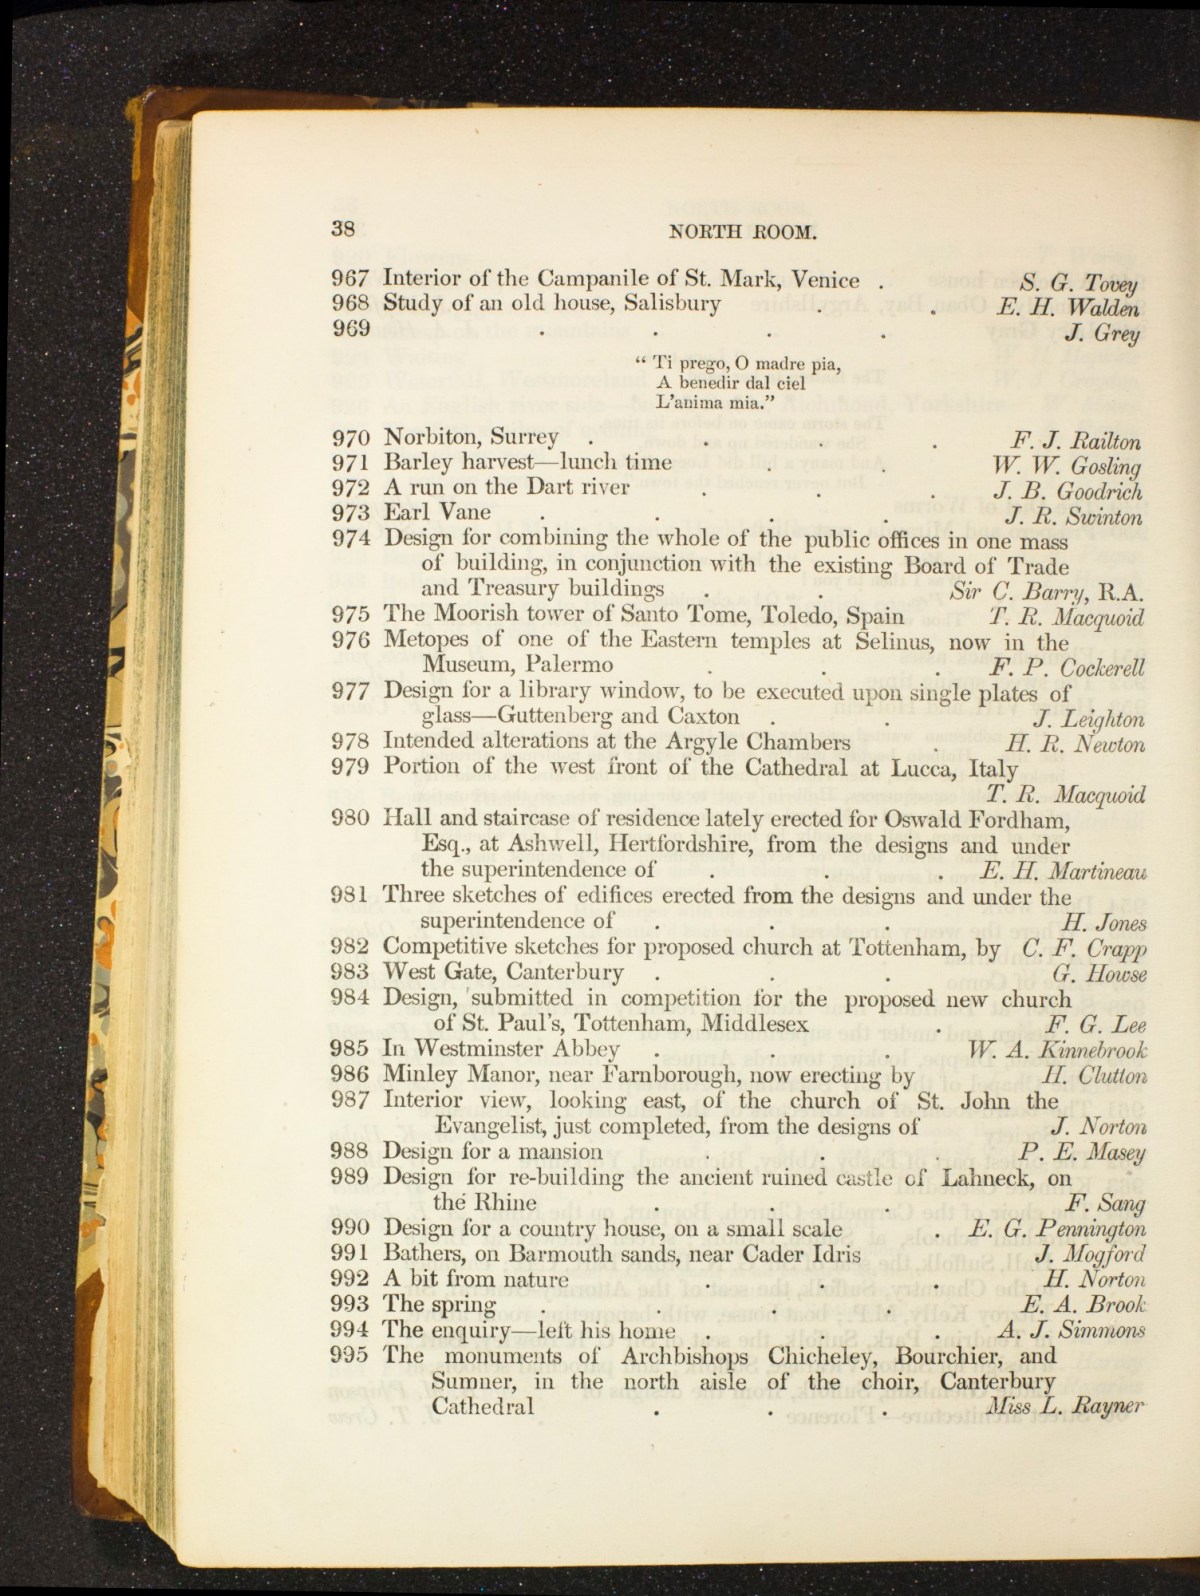 38 NORTH ROOM.
967 Interior of the Campanile of St. Mark, Venice . S. G. Tovey
968 Study of an old house, Salisbury . . E. H. Walden
969 . . . . J. Grey
“ Ti prego, O madre pia,
A benedir dal ciel
L’anima mia.”
970 Norbiton, Surrey . . . . F. J. Railton
971 Barley harvest—lunch time . . W. W. Gosling
972 A run on the Dart river . . . J. B. Goodrich
973 Earl Vane . . . . J. R. Swinton
974 Design for combining the whole of the public offices in one mass
of building, in conjunction with the existing Board of Trade
and Treasury buildings . . Sir C. Barry, R.A.
975 The Moorish tower of Santo Tome, Toledo, Spain T. R. Macquoid
976 Metopes of one of the Eastern temples at Selinus, now in the
Museum, Palermo . . . F. P. Cockerell
977 Design for a library window, to be executed upon single plates of
glass—Guttenberg and Caxton . . J. Leighton
978 Intended alterations at the Argyle Chambers . H. R. Newton
979 Portion of the west front of the Cathedral at Lucca, Italy
T. R. Macquoid
980 Hall and staircase of residence lately erected for Oswald Fordham,
Esq., at Ashwell, Hertfordshire, from the designs and under
the superintendence of . . . E. H. Martineau
981 Three sketches of edifices erected from the designs and under the
superintendence of . . . H. Jones
982 Competitive sketches for proposed church at Tottenham, by C. F. Crapp
983 West Gate, Canterbury . . . G. Howse
984 Design, submitted in competition for the proposed new church
of St. Paul’s, Tottenham, Middlesex . F. G. Lee
985 In Westminster Abbey . . . W. A. Kinnebrook
986 Minley Manor, near Farnborough, now erecting by H. Clutton
987 Interior view, looking east, of the church of St. John the
Evangelist, just completed, from the designs of J. Norton
988 Design for a mansion . . . P. E. Masey
989 Design for re-building the ancient ruined castle of Lahneck, on
the Rhine . . . F. Sang
990 Design for a country house, on a small scale . E. G. Pennington
991 Bathers, on Barmouth sands, near Cader Idris J. Mogford
992 A bit from nature . . . H. Norton
993 The spring . . . . E. A. Brook
994 The enquiry—left his home . . . A. J. Simmons
995 The monuments of Archbishops Chicheley, Bourchier, and
Sumner, in the north aisle of the choir, Canterbury
Cathedral . . . Miss L. Rayner